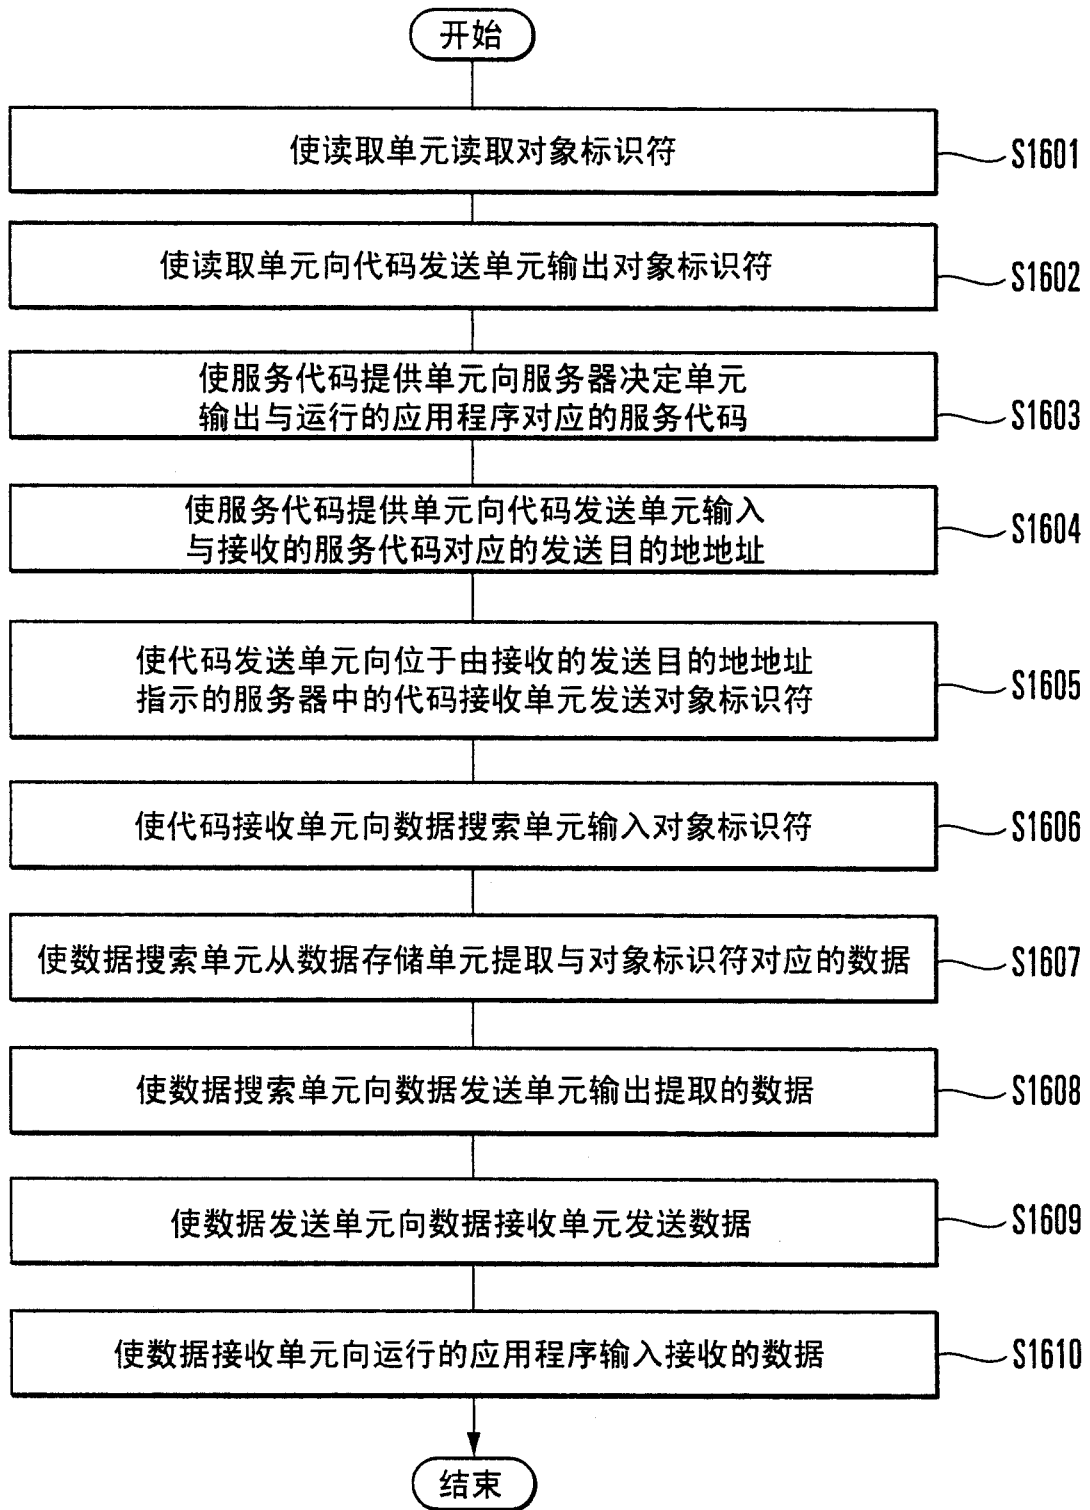 开始
使读取单元读取对象标识符
S1601
使读取单元向代码发送单元输出对象标识符
S1602
使服务代码提供单元向服务器决定单元
输出与运行的应用程序对应的服务代码
S1603
使服务代码提供单元向代码发送单元输入
与接收的服务代码对应的发送目的地地址
S1604
使代码发送单元向位于由接收的发送目的地地址
指示的服务器中的代码接收单元发送对象标识符
S1605
使代码接收单元向数据搜索单元输入对象标识符
S1606
使数据搜索单元从数据存储单元提取与对象标识符对应的数据
S1607
使数据搜索单元向数据发送单元输出提取的数据
S1608
使数据发送单元向数据接收单元发送数据
S1609
使数据接收单元向运行的应用程序输入接收的数据
S1610
结束